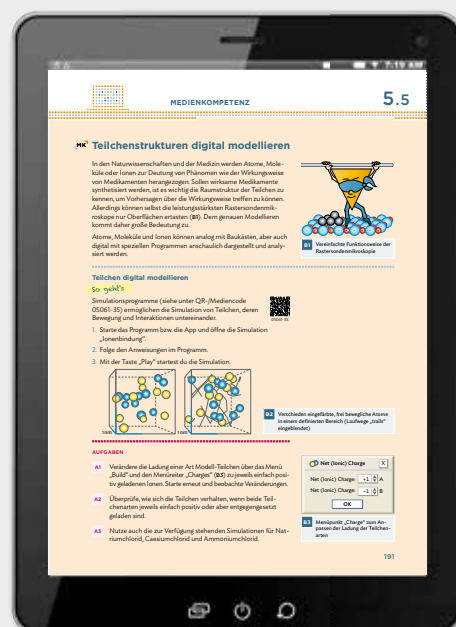 7:19 AM
MEDIENKOMPETENZ
5.5
MK Teilchenstrukturen digital modellieren
In den Naturwissenschaften und der Medizin werden Atome, Mole-
küle oder Ionen zur Deutung von Phänomen wie der Wirkungsweise
von Medikamenten herangezogen. Sollen wirksame Medikamente
synthetisiert werden, ist es wichtig die Raumstruktur der Teilchen zu
kennen, um Vorhersagen über die Wirkungsweise treffen zu können.
Allerdings können selbst die leistungsstärksten Rastersondenmik-
roskope nur Oberflächen ertasten (B1). Dem genauen Modellieren
kommt daher große Bedeutung zu.
Atome, Moleküle und Ionen können analog mit Baukästen, aber auch
digital mit speziellen Programmen anschaulich dargestellt und analy-
siert werden.
B1 Vereinfachte Funktionsweise der
Rastersondenmikroskopie
Teilchen digital modellieren
So geht's
Simulationsprogramme (siehe unter QR-/Mediencode
05061-35) ermöglichen die Simulation von Teilchen, deren
Bewegung und Interaktionen untereinander.
05061-35
1. Starte das Programm bzw. die App und öffne die Simulation
„Ionenbindung".
2. Folge den Anweisungen im Programm.
3. Mit der Taste „Play" startest du die Simulation.
B2 Verschieden eingefärbte, frei bewegliche Atome
in einem definierten Bereich (Laufwege „trails"
eingeblendet)
AUFGABEN
A1 Verändere die Ladung einer Art Modell-Teilchen über das Menü
„Build" und den Menüreiter „Charges" (B3) zu jeweils einfach posi-
tiv geladenen Ionen. Starte erneut und beobachte Veränderungen.
A2 Überprüfe, wie sich die Teilchen verhalten, wenn beide Teil-
chenarten jeweils einfach positiv oder aber entgegengesetzt
geladen sind.
A3 Nutze auch die zur Verfügung stehenden Simulationen für Nat-
riumchlorid, Caesiumchlorid und Ammoniumchlorid.
Net (Ionic) Charge X
Net (Ionic) Charge: +1 A
Net (Ionic) Charge: -1 B
OK
B3 Menüpunkt „Charge" zum An-
passen der Ladung der Teilchen-
arten
191